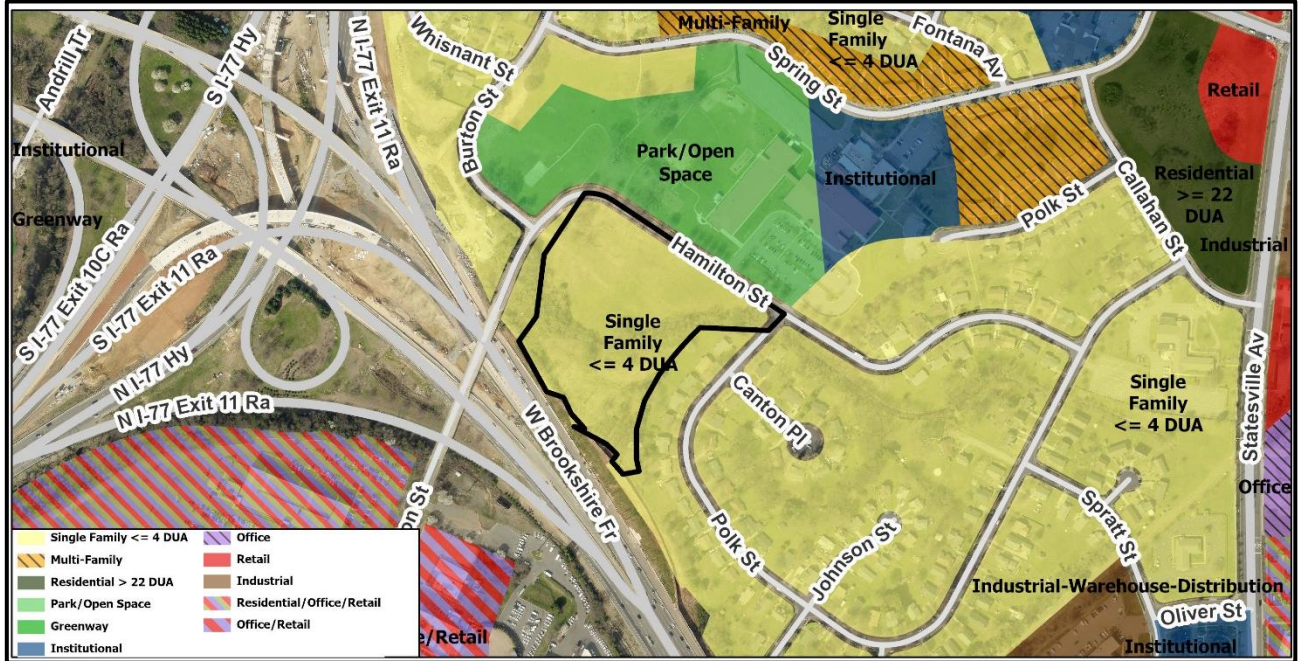 Andrill Tr
S I-77 Hy
N I-77 Exit 11 Ra
Whisnant St
Burton St
Multi-Family
Single
Family
<= 4 DUA
Fontana Av
Spring St
Retail
Institutional
Greenway
Park/Open
Space
Institutional
Polk St
Callahan St
Residential
>= 22
DUA
Industrial
S I-77 Exit 10C Ra
S I-77 Exit 11 Ra
N I-77 Hy
N I-77 Exit 11 Ra
Hamilton St
Single
Family
<= 4 DUA
W Brookshire Fr
Canton Pl
Single
Family
<= 4 DUA
Statesville Av
Office
on St
Polk St
Johnson St
Spratt St
Industrial-Warehouse-Distribution
Oliver St
Institutional
e/Retail
Single Family <= 4 DUA
Multi-Family
Residential > 22 DUA
Park/Open Space
Greenway
Institutional
Office
Retail
Industrial
Residential/Office/Retail
Office/Retail